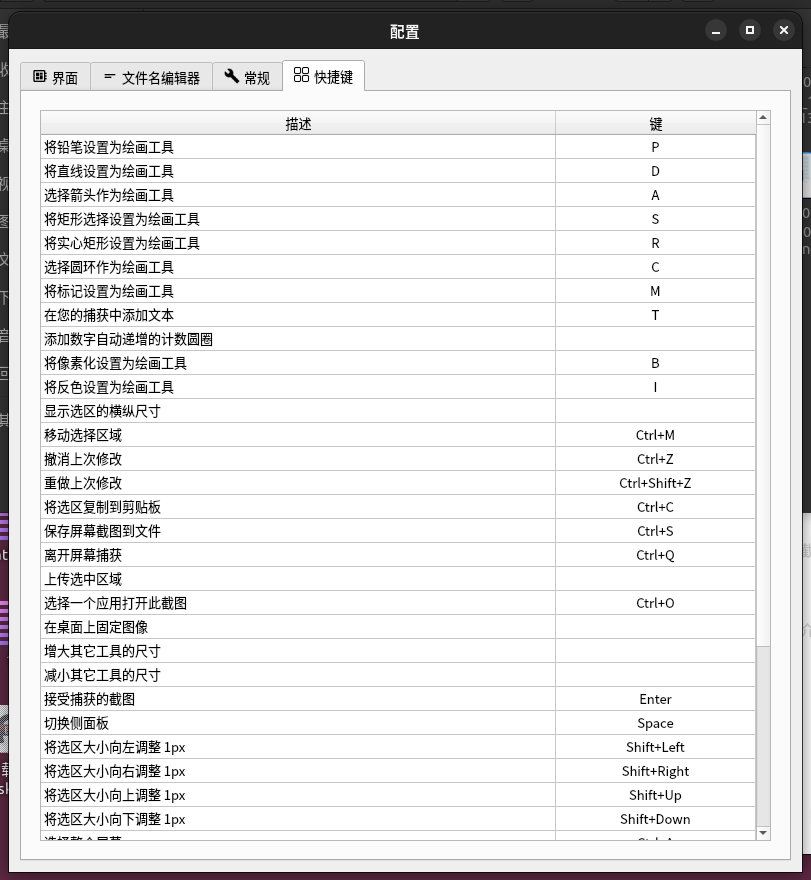 配置
界面 文件名编辑器 常规 快捷键
描述 键
将铅笔设置为绘画工具 P
将直线设置为绘画工具 D
选择箭头作为绘画工具 A
将矩形选择设置为绘画工具 S
将实心矩形设置为绘画工具 R
选择圆环作为绘画工具 C
将标记设置为绘画工具 M
在您的捕获中添加文本 T
添加数字自动递增的计数圆圈
将像素化设置为绘画工具 B
将反色设置为绘画工具 I
显示选区的横纵尺寸
移动选择区域 Ctrl+M
撤消上次修改 Ctrl+Z
重做上次修改 Ctrl+Shift+Z
将选区复制到剪贴板 Ctrl+C
保存屏幕截图到文件 Ctrl+S
离开屏幕捕获 Ctrl+Q
上传选中区域
选择一个应用打开此截图 Ctrl+O
在桌面上固定图像
增大其它工具的尺寸
减小其它工具的尺寸
接受捕获的截图 Enter
切换侧面板 Space
将选区大小向左调整 1px Shift+Left
将选区大小向右调整 1px Shift+Right
将选区大小向上调整 1px Shift+Up
将选区大小向下调整 1px Shift+Down